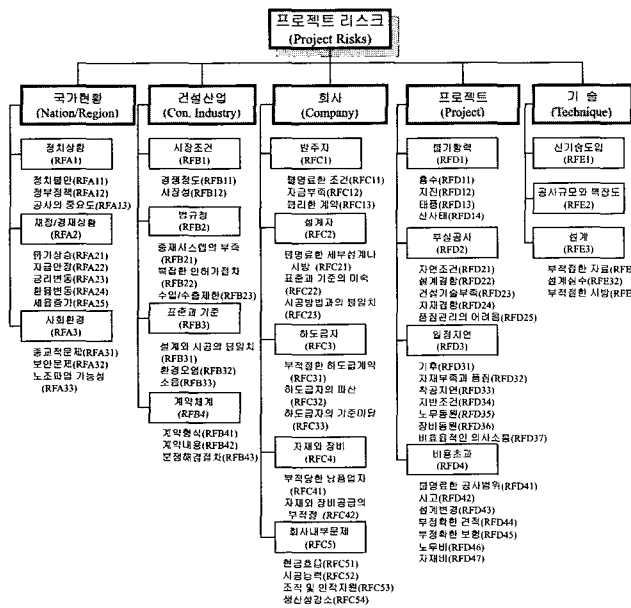 프로젝트 리스크
(Project Risks)
국가현황
(Nation/Region)
정치상황
(RFA1)
정치불안(RFA11)
정부정책(RFA12)
공사의 중요도(RFA13)
재정/경제상황
(RFA2)
물가상승(RFA21)
자금안정(RFA22)
금리변동(RFA23)
환율변동(RFA24)
세율증가(RFA25)
사회환경
(RFA3)
종교적문제(RFA31)
보안문제(RFA32)
노조파업 가능성
(RFA33)
건설산업
(Con. Industry)
시장조건
(RFB1)
경쟁정도(RFB11)
시장성(RFB12)
법규정
(RFB2)
중재시스템의 부족
(RFB21)
복잡한 인허가절차
(RFB22)
수입/수출제한(RFB23)
표준과 기준
(RFB3)
설계와 시공의 불일치
(RFB31)
환경오염(RFB32)
소음(RFB33)
계약체계
(RFB4)
계약형식(RFB41)
계약내용(RFB42)
분쟁해결절차(RFB43)
회사
(Company)
발주자
(RFC1)
불명료한 조건(RFC11)
자금부족(RFC12)
불리한 계약(RFC13)
설계자
(RFC2)
불명료한 세부설계나
시방(RFC21)
표준과 기준의 미숙
(RFC22)
시공방법과의 불일치
(RFC23)
하도급자
(RFC3)
부적절한 하도급계약
(RFC31)
하도급자의 파산
(RFC32)
하도급자의 기준미달
(RFC33)
자재와 장비
(RFC4)
부적당한 납품업자
(RFC41)
자재와 장비공급의
부적정(RFC42)
회사내부문제
(RFC5)
현금흐름(RFC51)
시공능력(RFC52)
조직 및 인적자원(RFC53)
생산성감소(RFC54)
프로젝트
(Project)
불가항력
(RFD1)
홍수(RFD11)
지진(RFD12)
태풍(RFD13)
산사태(RFD14)
부실공사
(RFD2)
자연조건(RFD21)
설계결함(RFD22)
건설기술부족(RFD23)
자재결함(RFD24)
품질관리의 어려움(RFD25)
일정지연
(RFD3)
기후(RFD31)
자재부족과 품질(RFD32)
착공지연(RFD33)
지반조건(RFD34)
노무동원(RFD35)
장비동원(RFD36)
비효율적인 의사소통(RFD37)
비용초과
(RFD4)
불명료한 공사범위(RFD41)
사고(RFD42)
설계변경(RFD43)
부정확한 견적(RFD44)
부정확한 보험(RFD45)
노무비(RFD46)
자재비(RFD47)
기 술
(Technique)
신기술도입
(RFE1)
공사규모와 복잡도
(RFE2)
설계
(RFE3)
부적절한 자료(RFE
설계실수(RFE32)
부적절한 시방(RFE